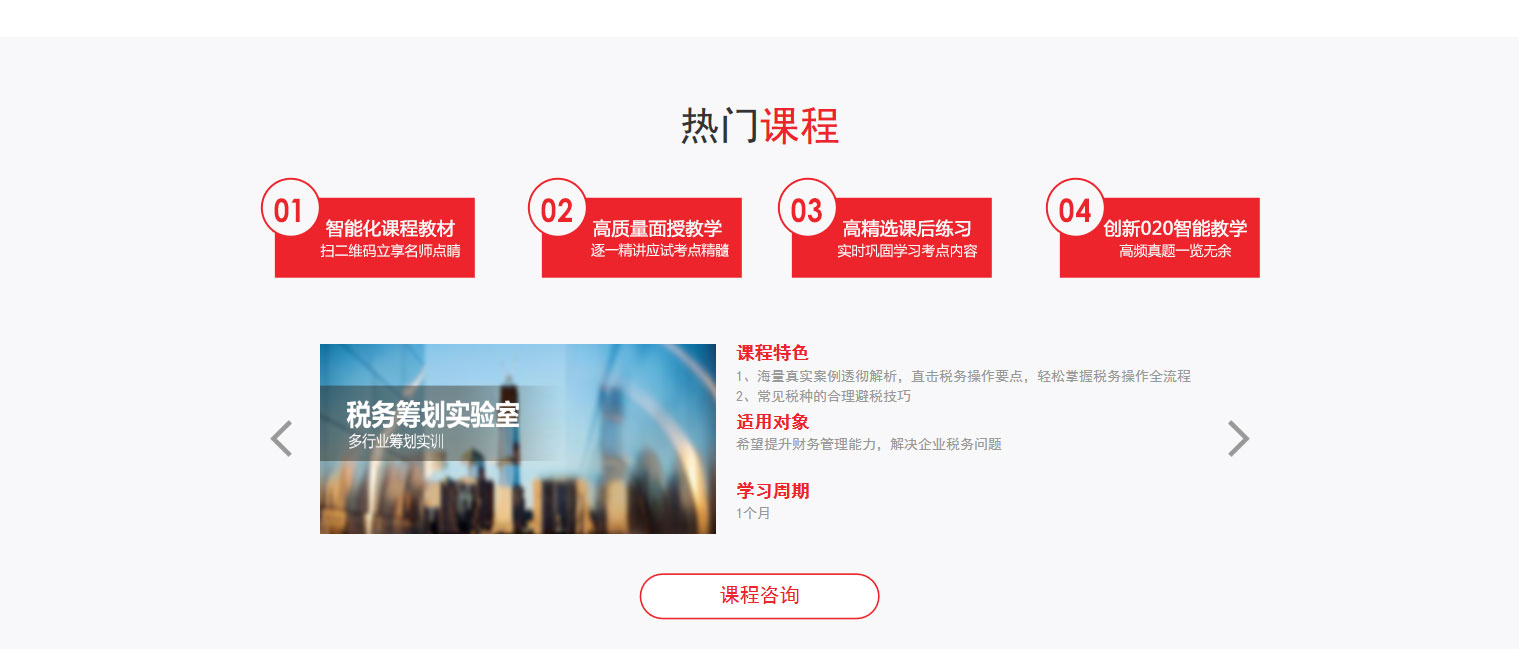 热门课程
01
智能化课程教材
扫二维码立享名师点睛
02
高质量面授教学
逐一精讲应试考点精髓
03
高精选课后练习
实时巩固学习考点内容
04
创新020智能教学
高频真题一览无余
税务筹划实验室
多行业筹划实训
课程特色
1、海量真实案例透彻解析，直击税务操作要点，轻松掌握税务操作全流程
2、常见税种的合理避税技巧
适用对象
希望提升财务管理能力，解决企业税务问题
学习周期
1个月
课程咨询